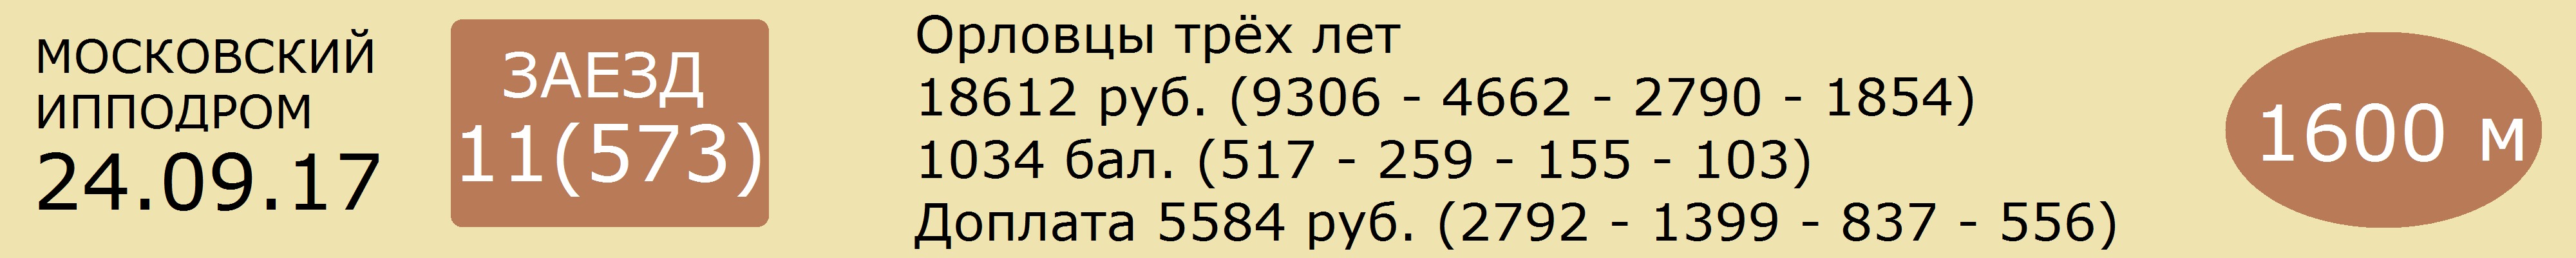 МОСКОВСКИЙ
ИППОДРОМ
24.09.17
ЗАЕЗД
11(573)
Орловцы трёх лет
18612 руб. (9306 - 4662 - 2790 - 1854)
1034 бал. (517 - 259 - 155 - 103)
Доплата 5584 руб. (2792 - 1399 - 837 - 556)
1600 м